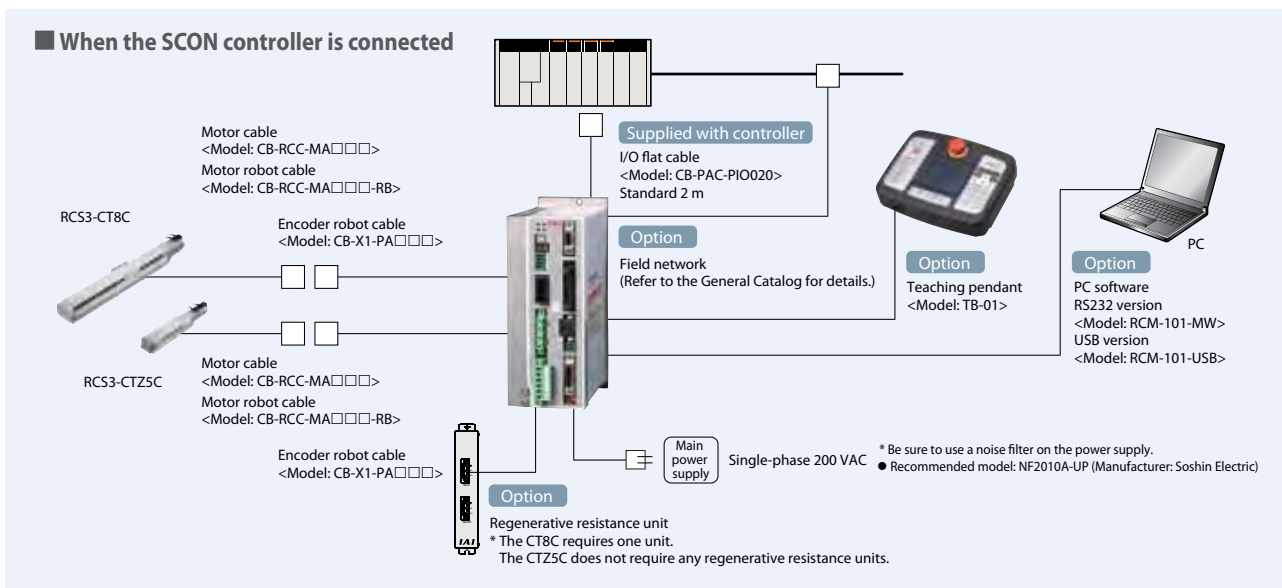 ■ When the SCON controller is connected
Motor cable
<Model: CB-RCC-MA□□□>
Motor robot cable
<Model: CB-RCC-MA□□□-RB>
Supplied with controller
I/O flat cable
<Model: CB-PAC-PIO020>
Standard 2 m
RCS3-CT8C
Encoder robot cable
<Model: CB-X1-PA□□□>
Option
Field network
(Refer to the General Catalog for details.)
Option
Teaching pendant
<Model: TB-01>
PC
Option
PC software
RS232 version
<Model: RCM-101-MW>
USB version
<Model: RCM-101-USB>
RCS3-CTZ5C
Motor cable
<Model: CB-RCC-MA□□□>
Motor robot cable
<Model: CB-RCC-MA□□□-RB>
Encoder robot cable
<Model: CB-X1-PA□□□>
Main
power
supply
Single-phase 200 VAC
* Be sure to use a noise filter on the power supply.
● Recommended model: NF2010A-UP (Manufacturer: Soshin Electric)
IAI
Option
Regenerative resistance unit
* The CT8C requires one unit.
The CTZ5C does not require any regenerative resistance units.